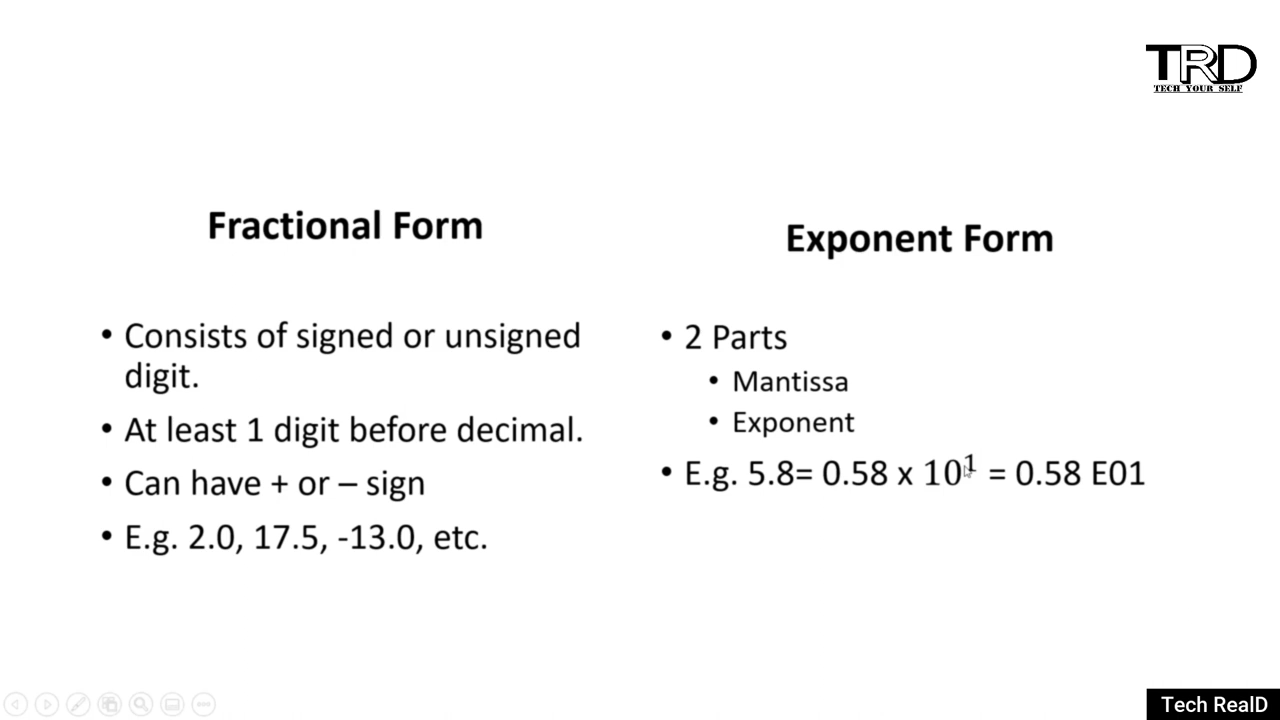 TRD
TECH YOUR SELF
Fractional Form
• Consists of signed or unsigned
digit.
• At least 1 digit before decimal.
• Can have + or – sign
• E.g. 2.0, 17.5, -13.0, etc.
Exponent Form
• 2 Parts
• Mantissa
• Exponent
• E.g. 5.8= 0.58 x 10¹ = 0.58 E01
Tech RealD